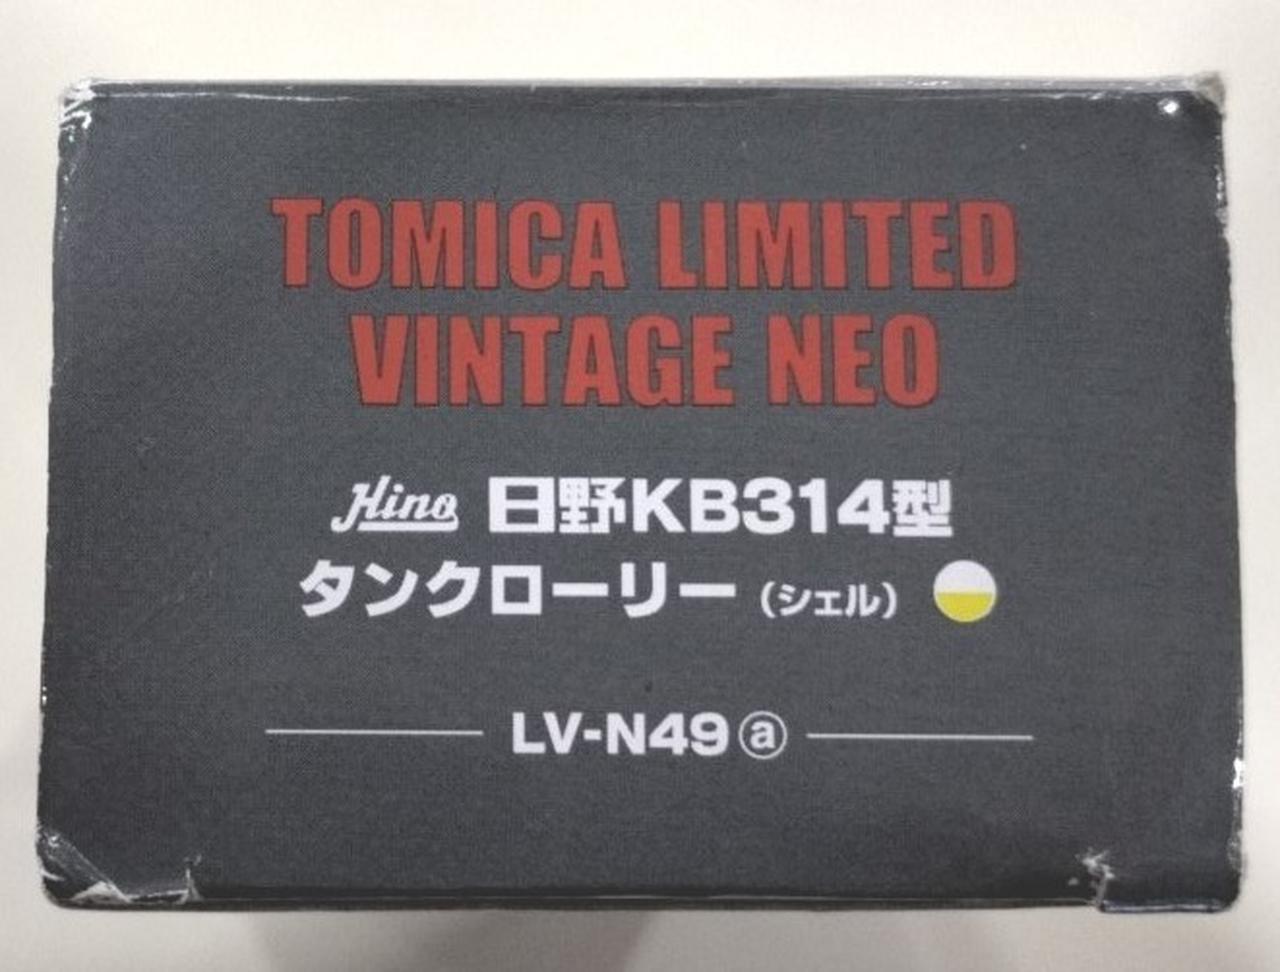 TOMICA LIMITED
VINTAGE NEO
Hino 日野KB314型
タンクローリー（シェル）
LV-N49ⓐ